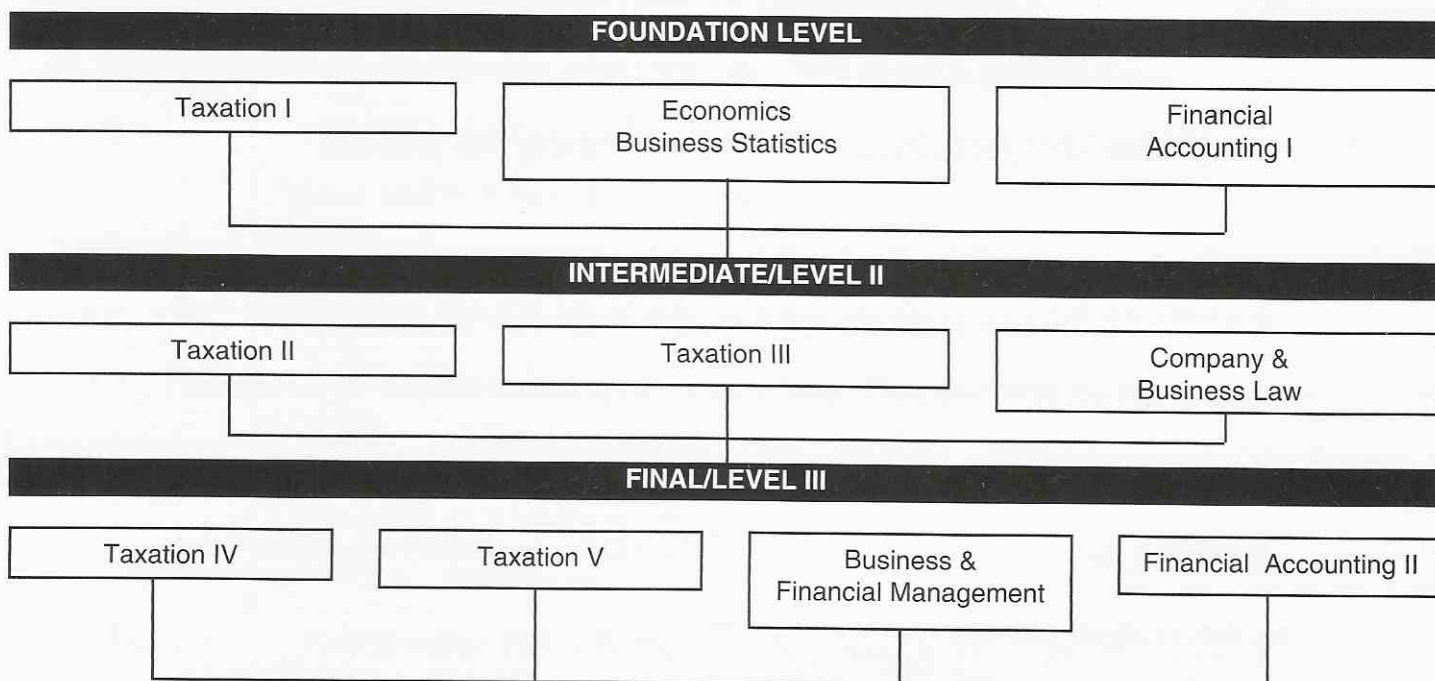 FOUNDATION LEVEL
Taxation I
Economics
Business Statistics
Financial
Accounting I
INTERMEDIATE/LEVEL II
Taxation II
Taxation III
Company &
Business Law
FINAL/LEVEL III
Taxation IV
Taxation V
Business &
Financial Management
Financial Accounting II